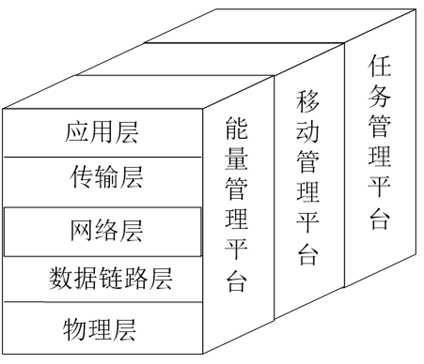 应用层
传输层
网络层
数据链路层
物理层
能量管理平台
移动管理平台
任务管理平台